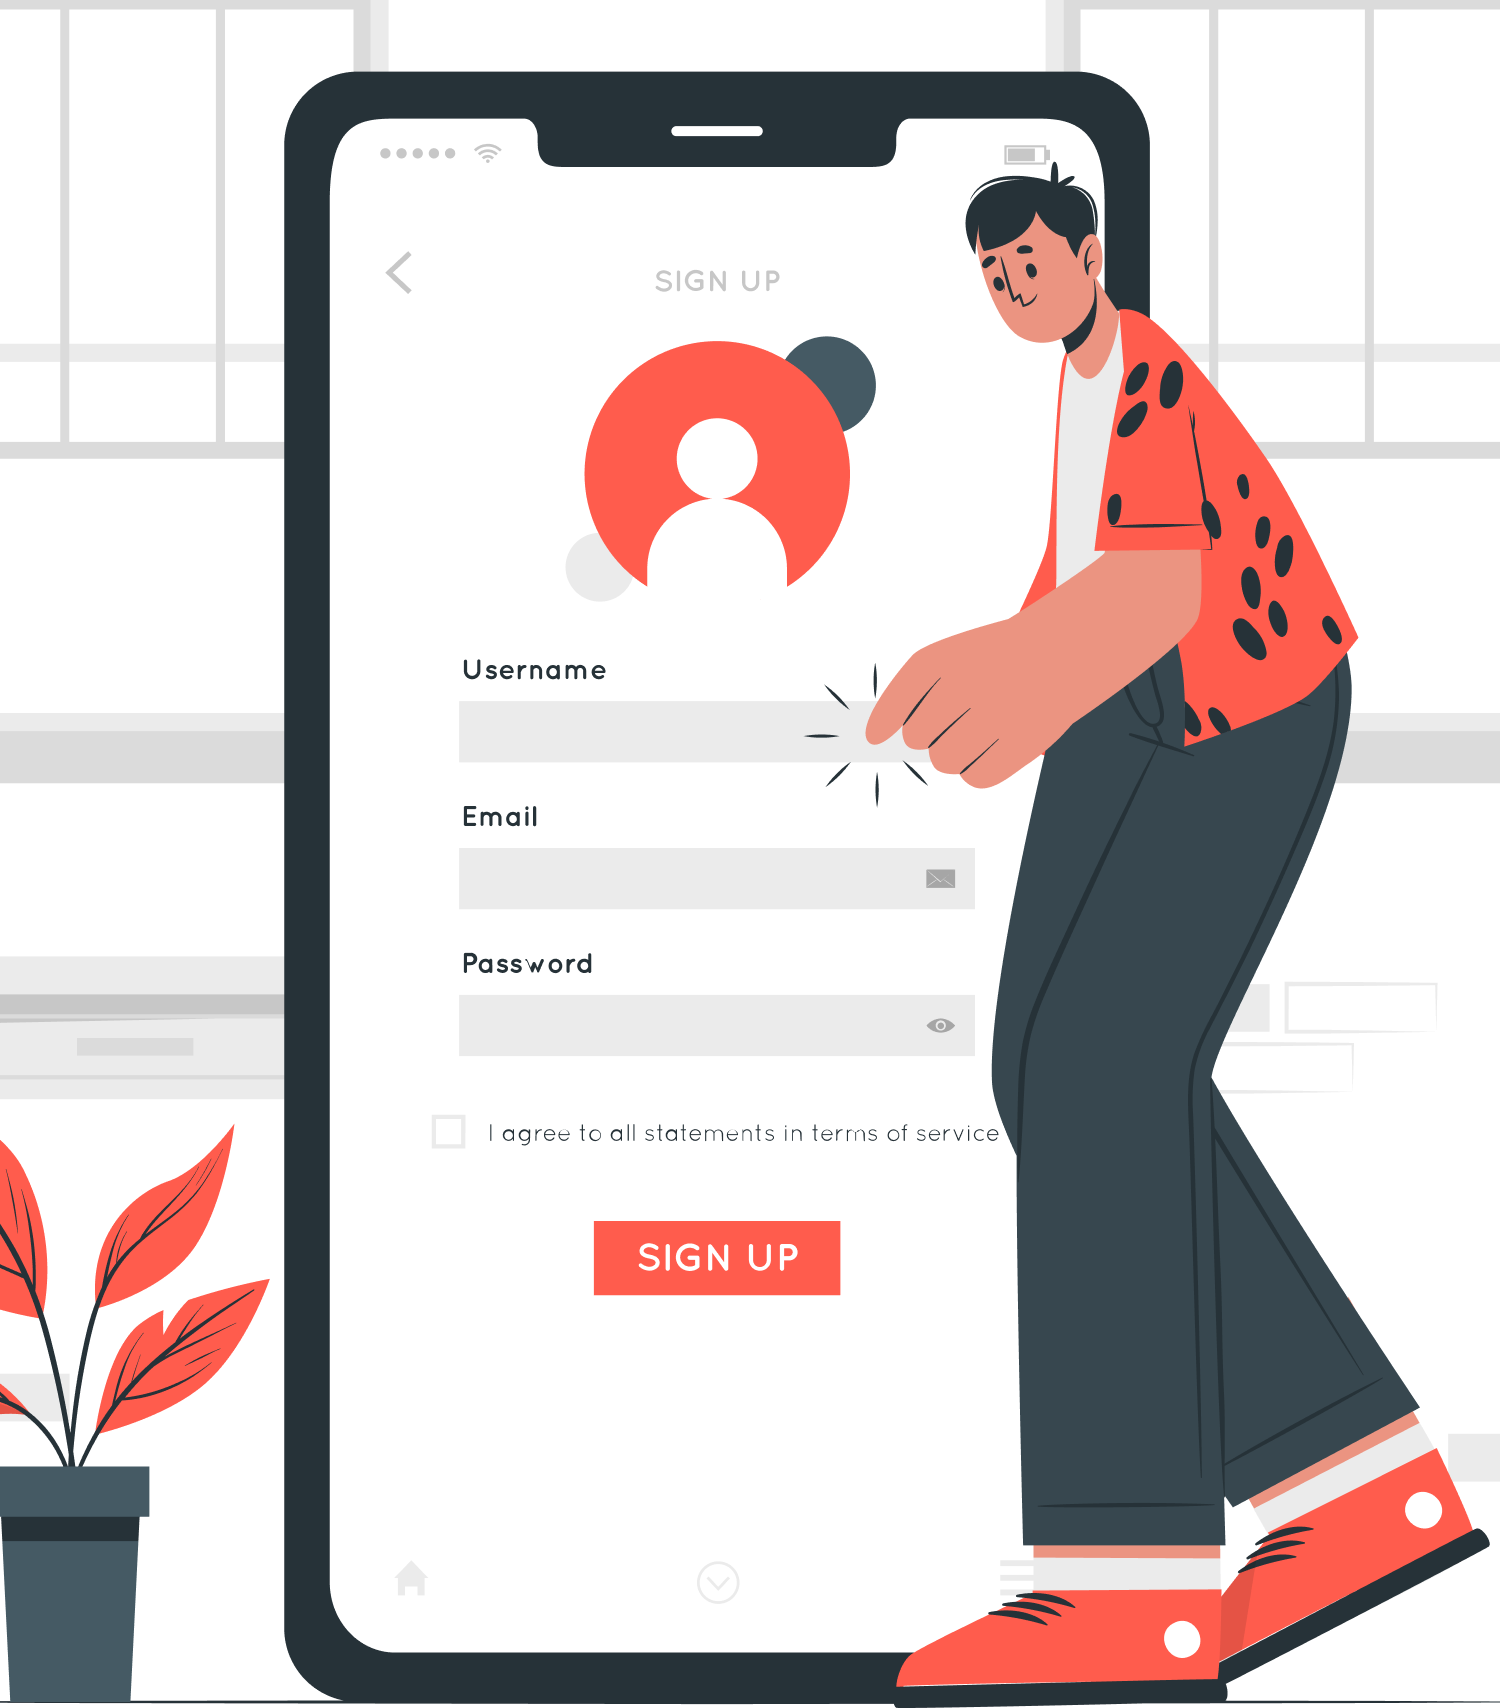 SIGN UP
Username
Email
Password
I agree to all statements in terms of service
SIGN UP